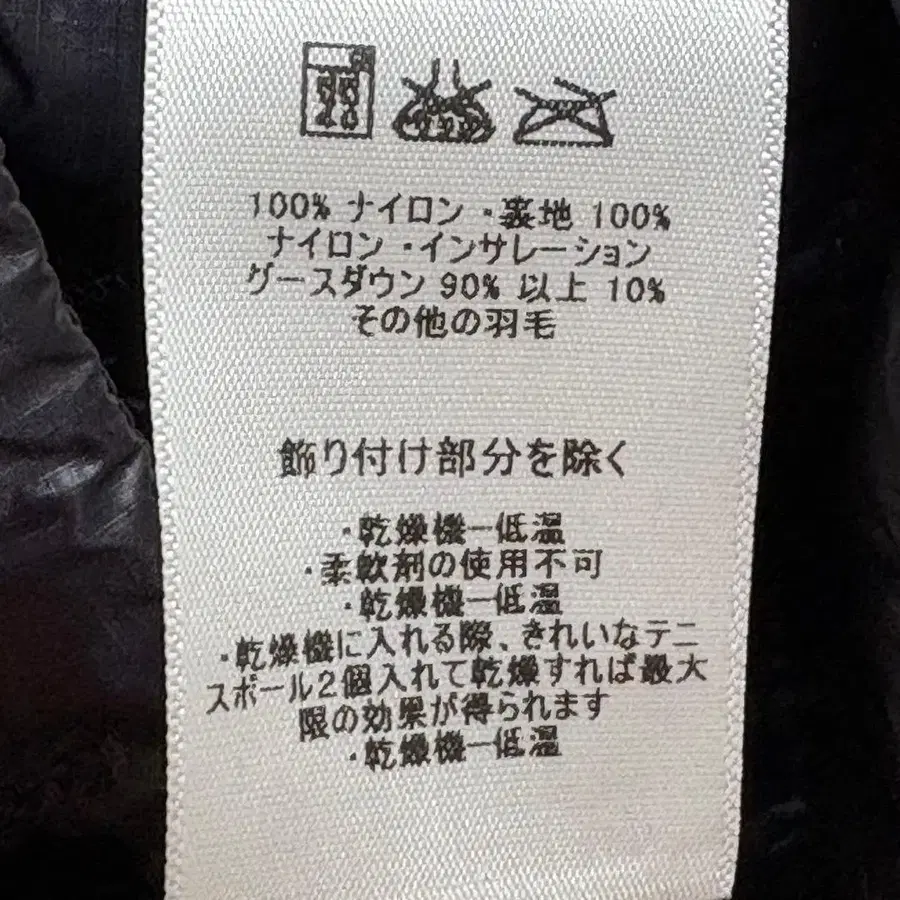 100% ナイロン ・裏地 100%
ナイロン ・インサレーション
グースダウン 90% 以上 10%
その他の羽毛
飾り付け部分を除く
・乾燥機ー低温
・柔軟剤の使用不可
・乾燥機ー低温
・乾燥機に入れる際、きれいなテニ
スボール2個入れて乾燥すれば最大
限の効果が得られます
・乾燥機ー低温